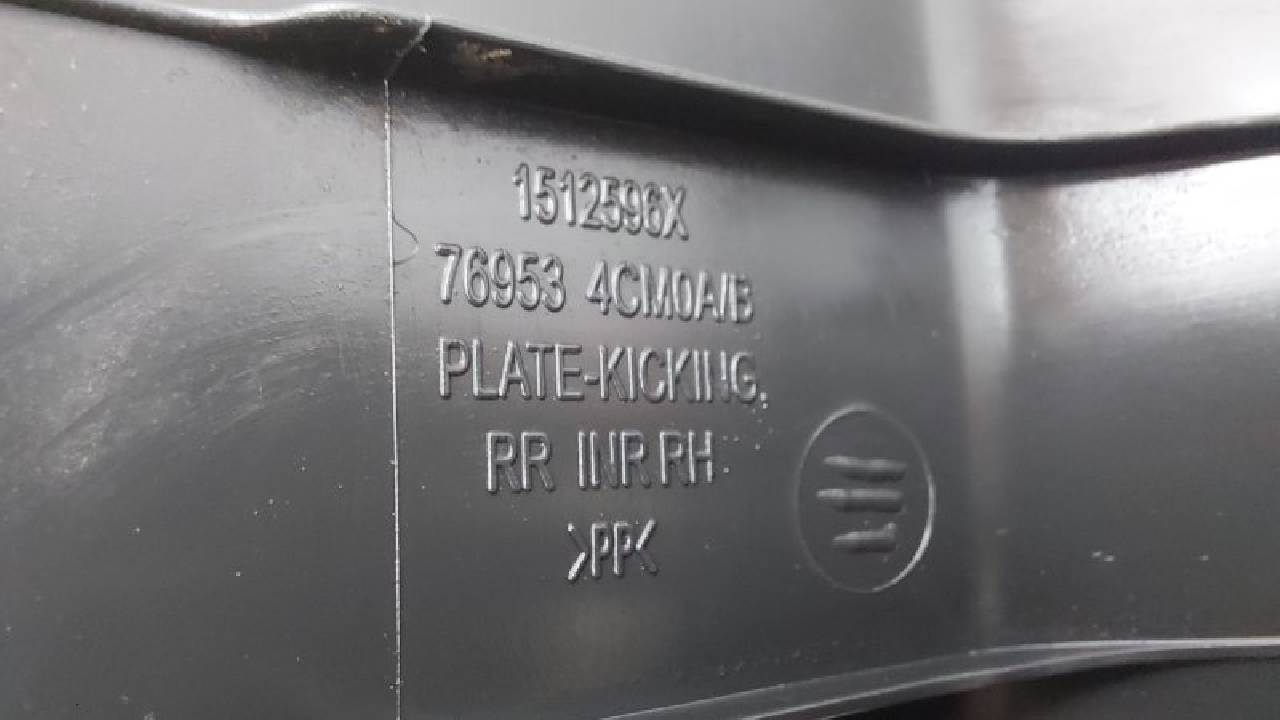 1512596X
76953 4CM0A/B
PLATE-KICKING,
RR INR RH
>PP<